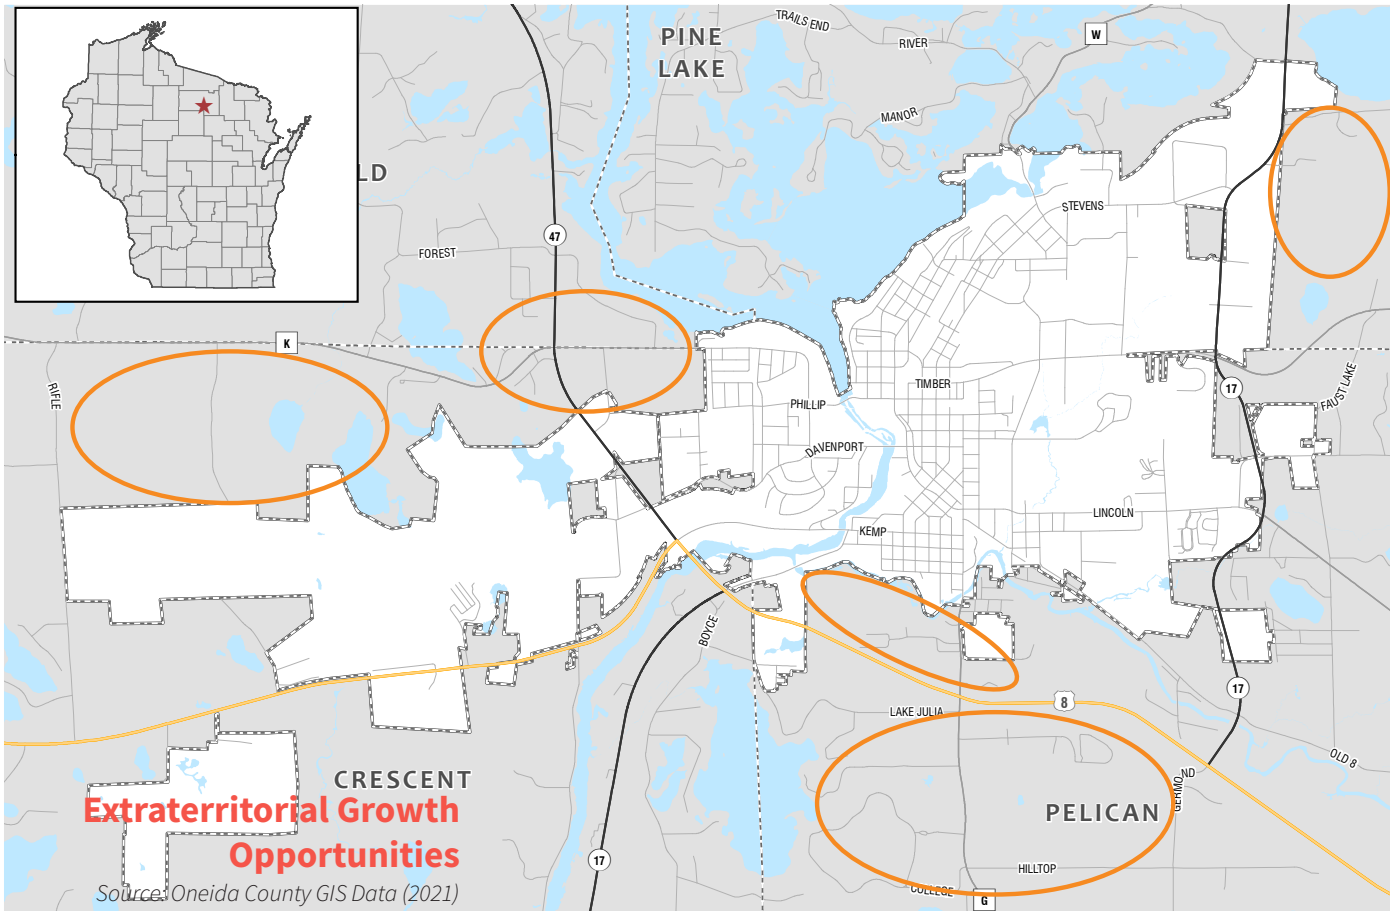 TRAILS END
W
PINE
LAKE
RIVER
MANOR
LD
STEVENS
47
FOREST
K
RIFLE
TIMBER
17
FAUST LAKE
PHILLIP
DAVENPORT
LINCOLN
KEMP
BOYCE
17
8
LAKE JULIA
OLD 8
GERMOND
CRESCENT
PELICAN
Extraterritorial Growth
Opportunities
17
HILLTOP
COLLEGE
G
Source: Oneida County GIS Data (2021)